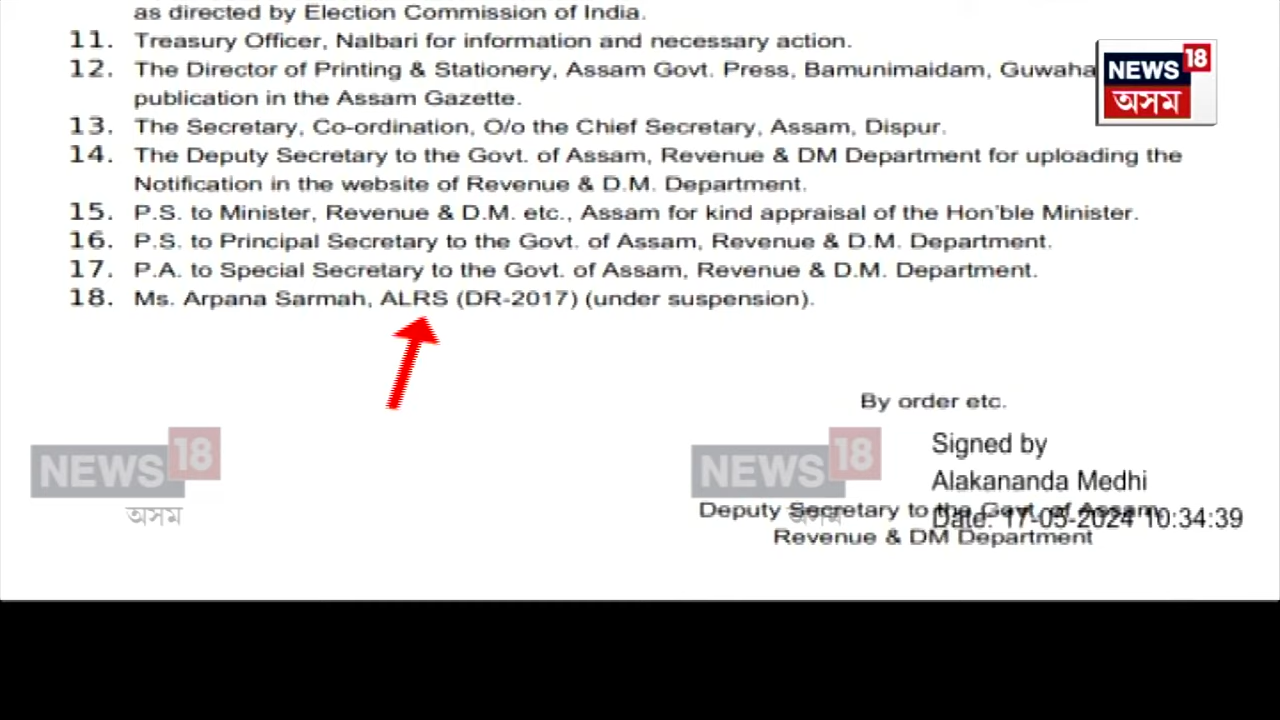 as directed by Election Commission of India.
11. Treasury Officer, Nalbari for information and necessary action.
12. The Director of Printing & Stationery, Assam Govt. Press, Bamunimaidam, Guwaha
publication in the Assam Gazette.
13. The Secretary, Co-ordination, O/o the Chief Secretary, Assam, Dispur.
14. The Deputy Secretary to the Govt. of Assam, Revenue & DM Department for uploading the
Notification in the website of Revenue & D.M. Department.
15. P.S. to Minister, Revenue & D.M. etc., Assam for kind appraisal of the Hon'ble Minister.
16. P.S. to Principal Secretary to the Govt. of Assam, Revenue & D.M. Department.
17. P.A. to Special Secretary to the Govt. of Assam, Revenue & D.M. Department.
18. Ms. Arpana Sarmah, ALRS (DR-2017) (under suspension).
NEWS 18
অসম
By order etc.
Signed by
Alakananda Medhi
Deputy Secretary to the Govt. of Assam,
Date: 17-05-2024 10:34:39
Revenue & DM Department
NEWS 18
অসম
NEWS 18
অসম